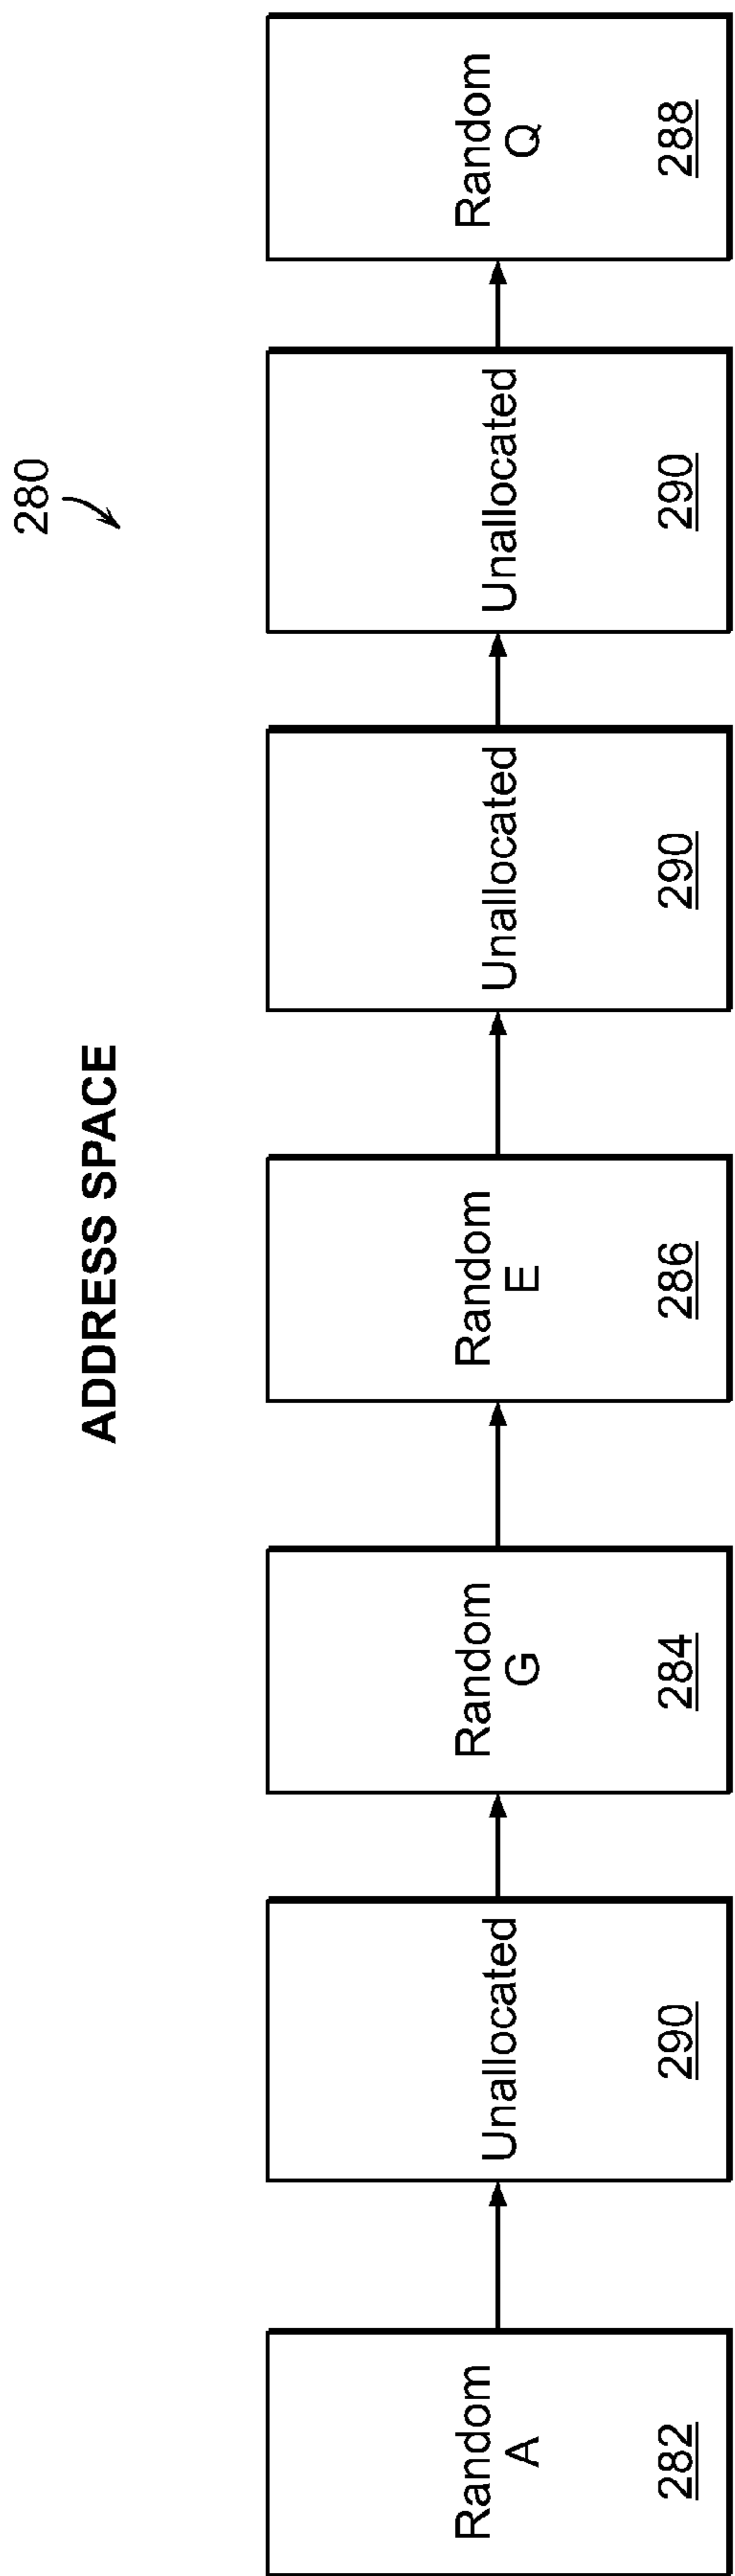 280
ADDRESS SPACE
Random
A
282
Unallocated
290
Random
G
284
Random
E
286
Unallocated
290
Unallocated
290
Random
Q
288